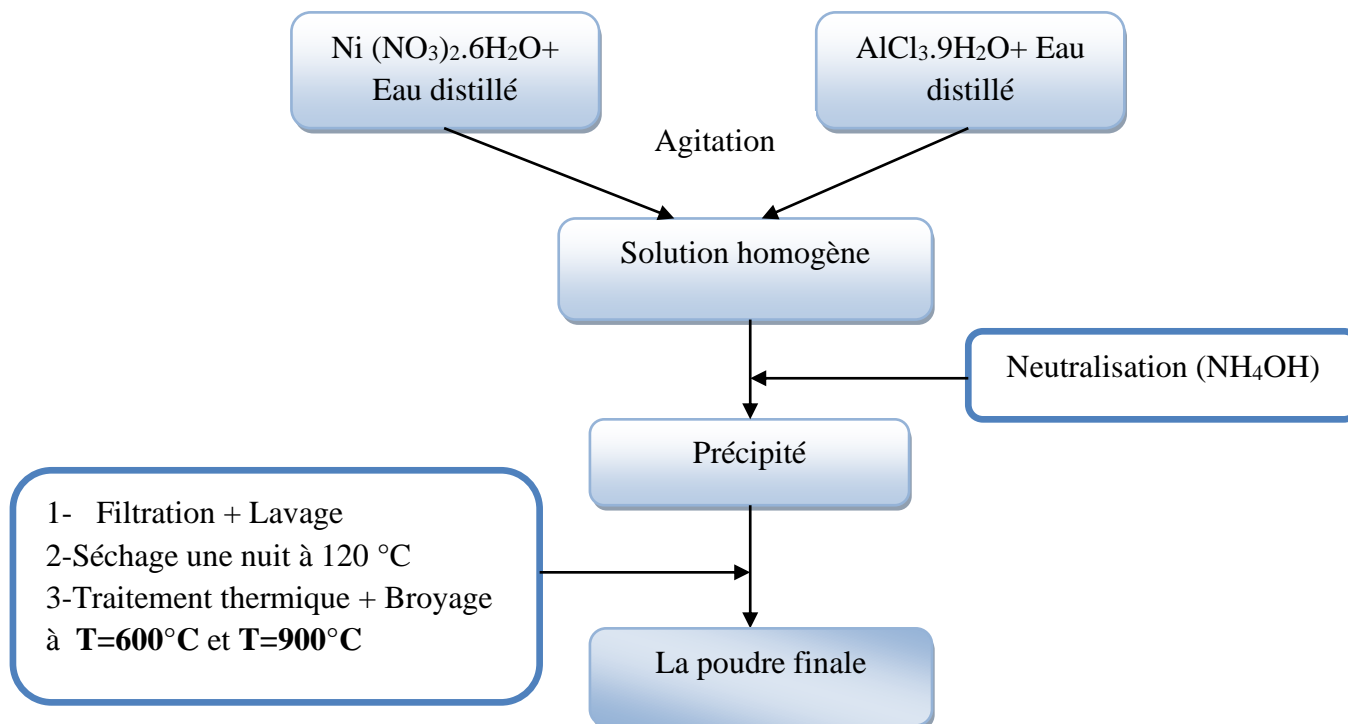 Ni (NO₃)₂.6H₂O+
Eau distillé
AlCl₃.9H₂O+ Eau
distillé
Agitation
Solution homogène
Neutralisation (NH₄OH)
Précipité
1- Filtration + Lavage
2-Séchage une nuit à 120 °C
3-Traitement thermique + Broyage
à T=600°C et T=900°C
La poudre finale